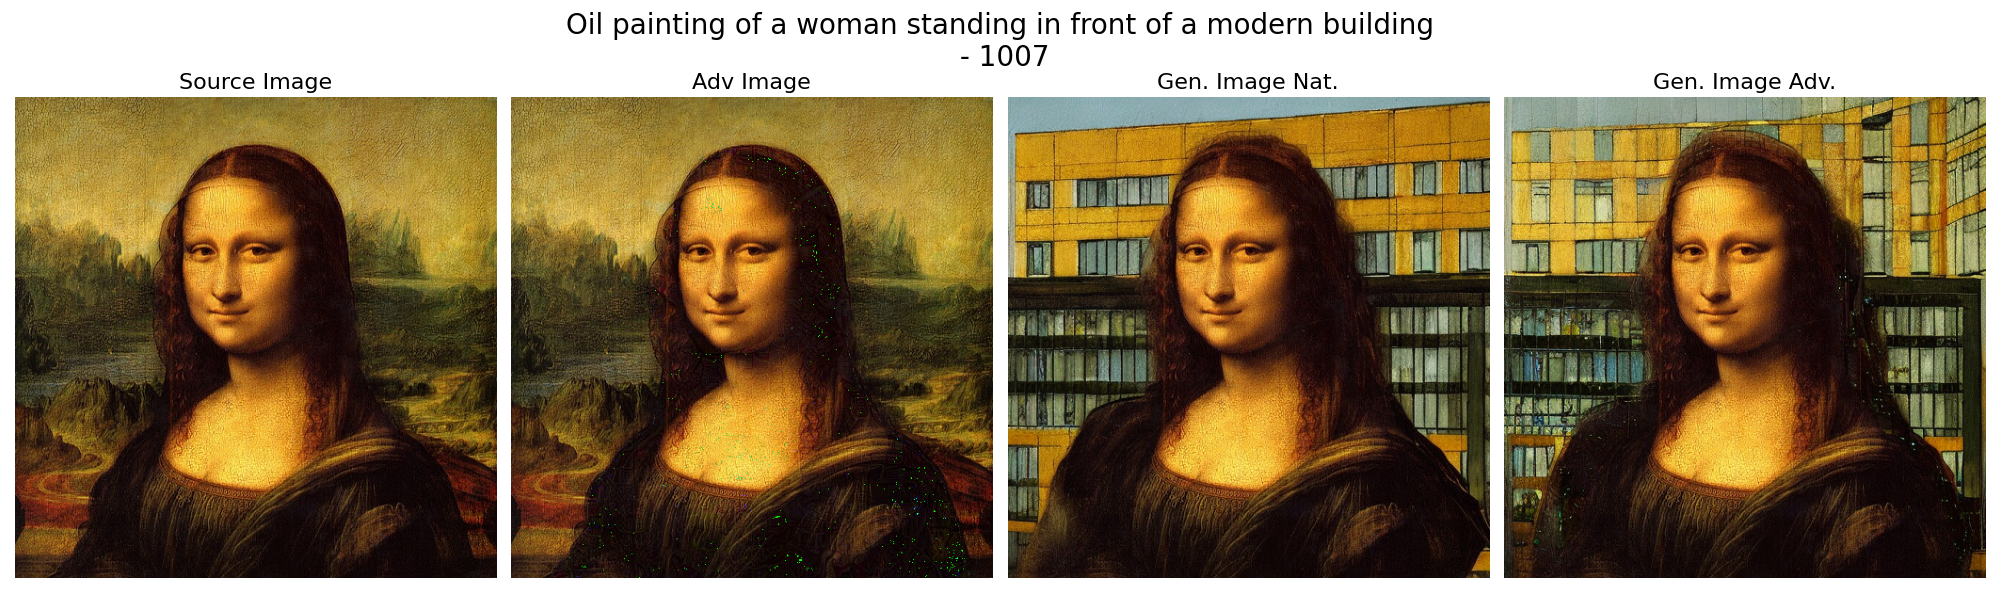 Oil painting of a woman standing in front of a modern building
- 1007
Source Image
Adv Image
Gen. Image Nat.
Gen. Image Adv.